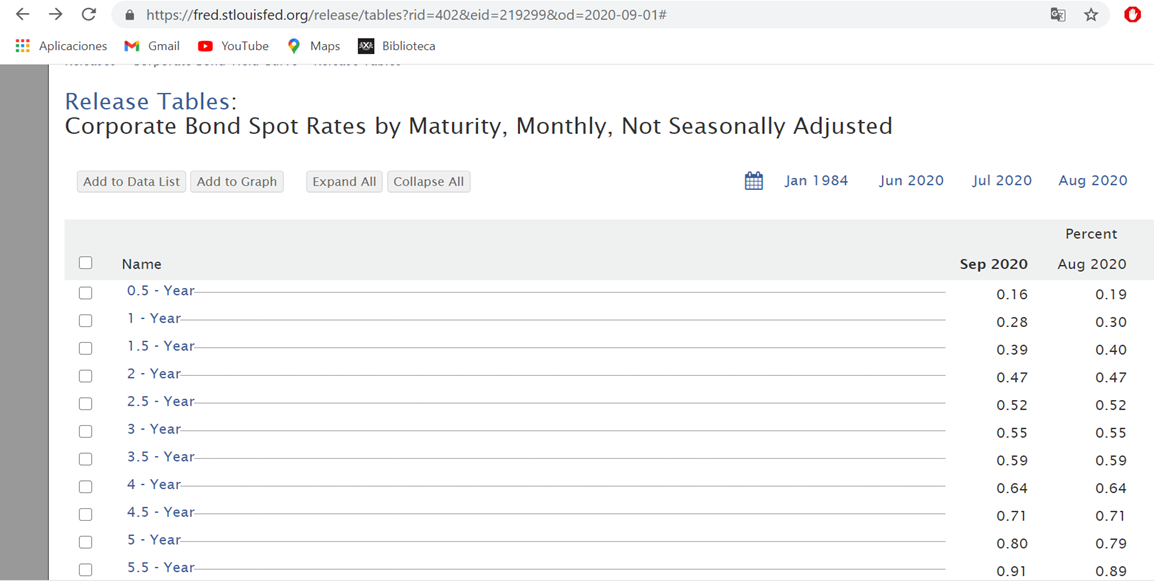 https://fred.stlouisfed.org/release/tables?rid=402&eid=219299&od=2020-09-01#
Aplicaciones Gmail YouTube Maps Biblioteca
Release Tables:
Corporate Bond Spot Rates by Maturity, Monthly, Not Seasonally Adjusted
Add to Data List Add to Graph Expand All Collapse All Jan 1984 Jun 2020 Jul 2020 Aug 2020
Percent
Name Sep 2020 Aug 2020
0.5 - Year 0.16 0.19
1 - Year 0.28 0.30
1.5 - Year 0.39 0.40
2 - Year 0.47 0.47
2.5 - Year 0.52 0.52
3 - Year 0.55 0.55
3.5 - Year 0.59 0.59
4 - Year 0.64 0.64
4.5 - Year 0.71 0.71
5 - Year 0.80 0.79
5.5 - Year 0.91 0.89